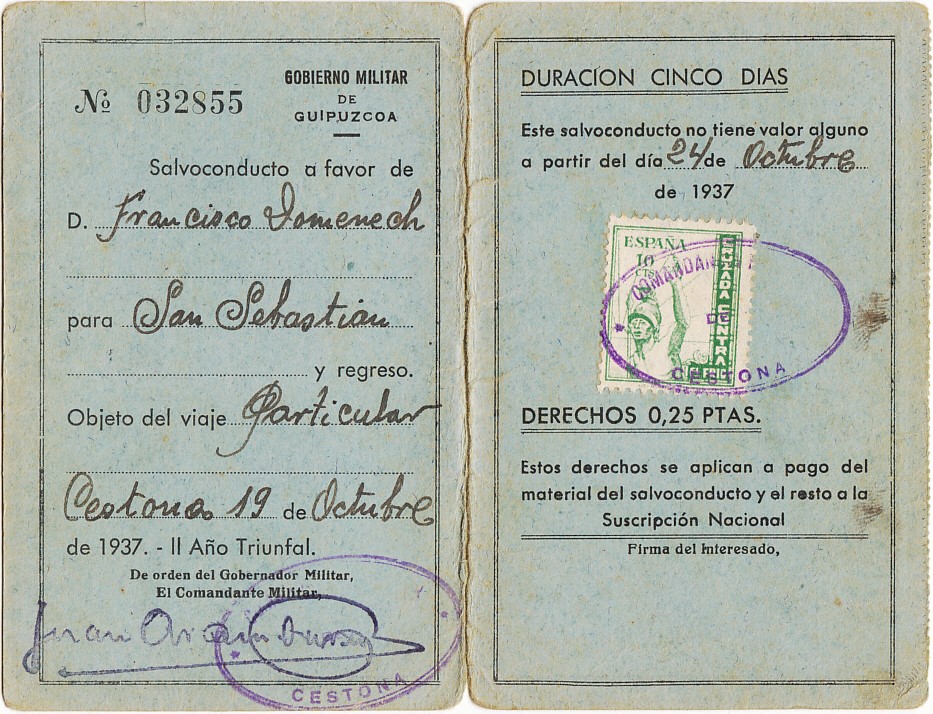 Nº 032855
GOBIERNO MILITAR
DE
GUIPUZCOA
Salvoconducto a favor de
D. Francisco Domenech
para San Sebastian
y regreso.
Objeto del viaje Particular
Cestona 19 de Octubre
de 1937. - II Año Triunfal.
De orden del Gobernador Militar,
El Comandante Militar,
Juan
CESTONA
DURACION CINCO DIAS
Este salvoconducto no tiene valor alguno
a partir del día 24 de Octubre
de 1937
ESPAÑA
10
CTS
CRUZADA CONTRA
COMANDANCIA
DE
CESTONA
DERECHOS 0,25 PTAS.
Estos derechos se aplican a pago del
material del salvoconducto y el resto a la
Suscripción Nacional
Firma del Interesado,